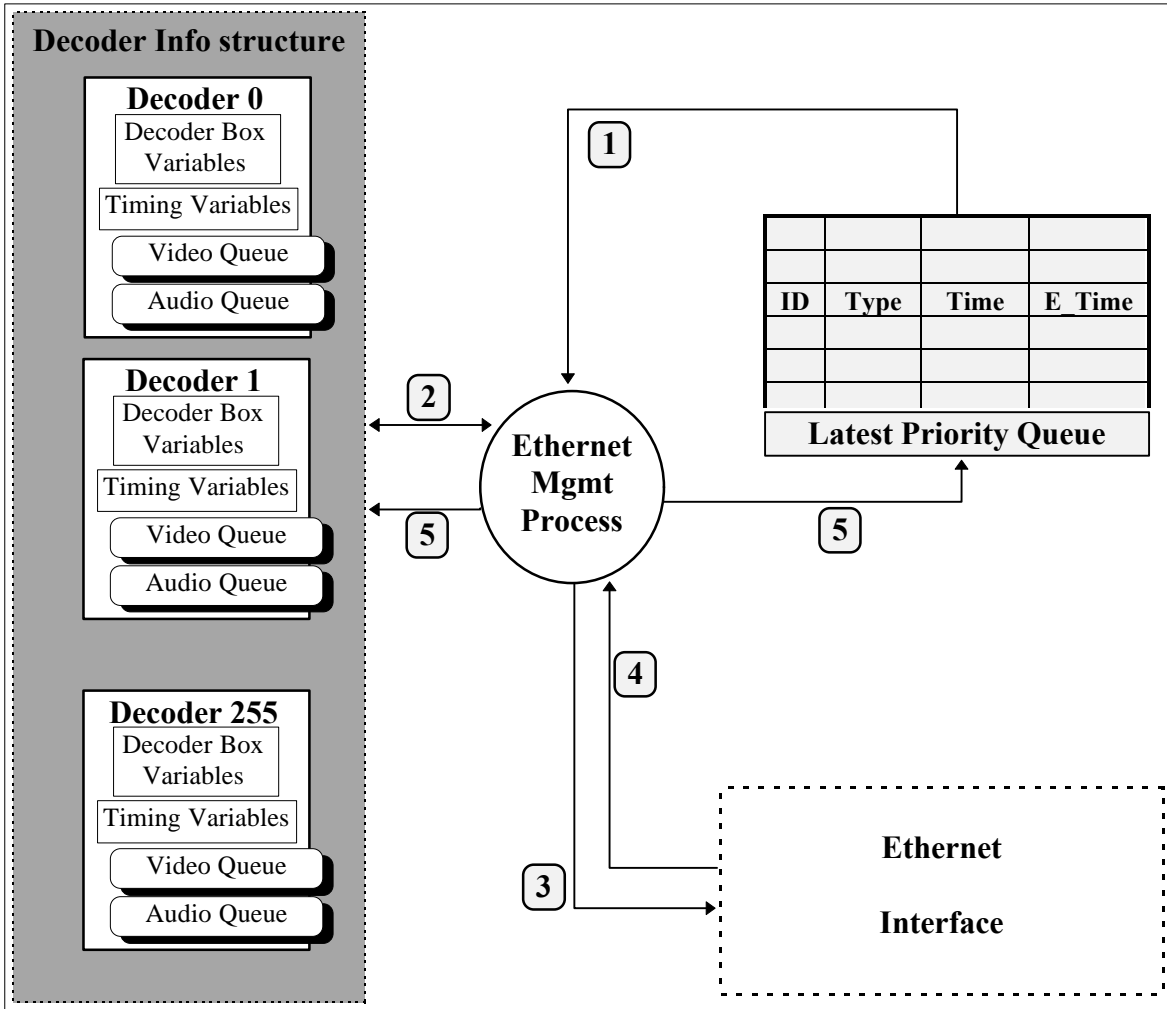 Decoder Info structure
Decoder 0
Decoder Box
Variables
Timing Variables
Video Queue
Audio Queue
Decoder 1
Decoder Box
Variables
Timing Variables
Video Queue
Audio Queue
Decoder 255
Decoder Box
Variables
Timing Variables
Video Queue
Audio Queue
1
2
5
Ethernet
Mgmt
Process
ID Type Time E_Time
Latest Priority Queue
5
4
3
Ethernet
Interface